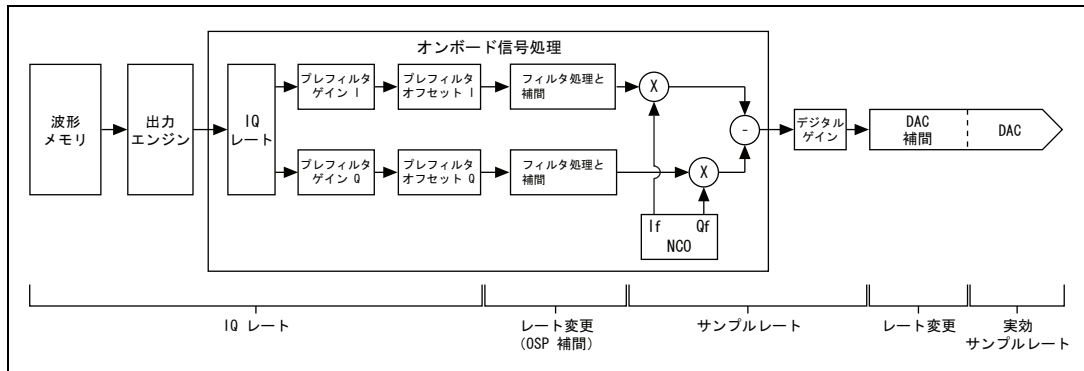 オンボード信号処理
波形
メモリ
出力
エンジン
IQ
レート
プレフィルタ
ゲイン I
プレフィルタ
オフセット I
フィルタ処理と
補間
X
プレフィルタ
ゲイン Q
プレフィルタ
オフセット Q
フィルタ処理と
補間
X
-
If Qf
NCO
デジタル
ゲイン
DAC
補間
DAC
IQ レート
レート変更
(OSP 補間)
サンプルレート
レート変更
実効
サンプルレート